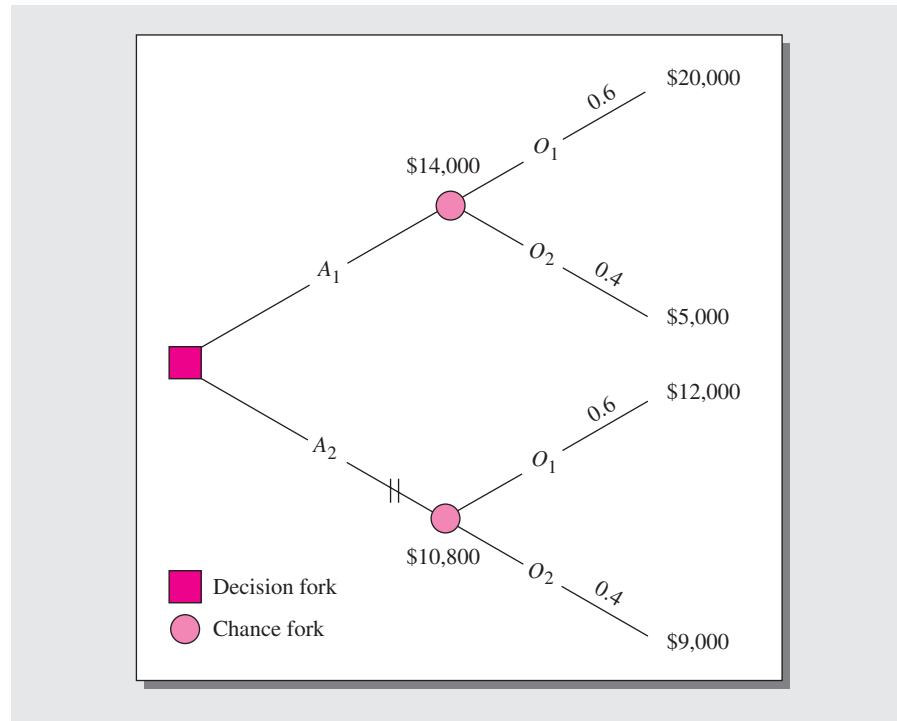 $20,000
0.6
O1
$14,000
O2
0.4
A1
$5,000
$12,000
0.6
A2
O1
$10,800
O2
0.4
Decision fork
Chance fork
$9,000